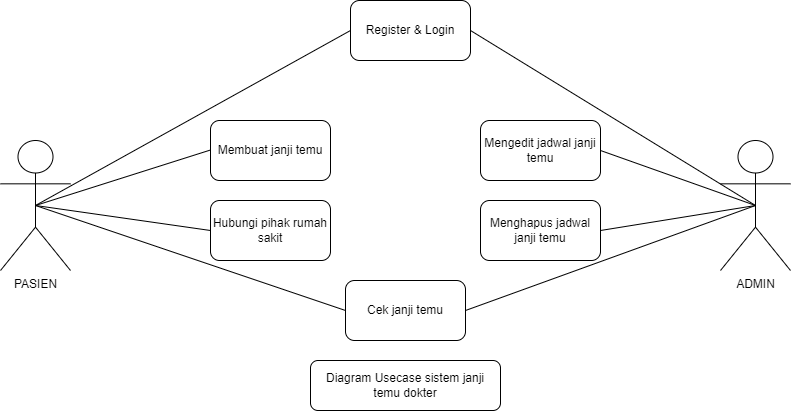 Register & Login
Membuat janji temu
Mengedit jadwal janji
temu
Hubungi pihak rumah
sakit
Menghapus jadwal
janji temu
PASIEN
ADMIN
Cek janji temu
Diagram Usecase sistem janji
temu dokter